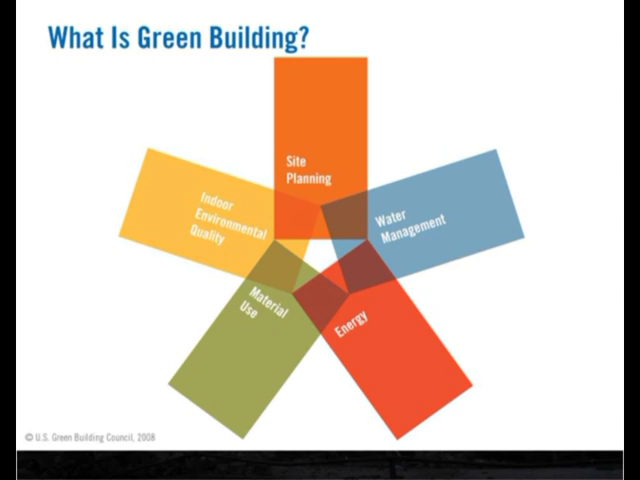 What Is Green Building?
Site
Planning
Indoor
Environmental
Quality
Water
Management
Material
Use
Energy
© U.S. Green Building Council, 2008